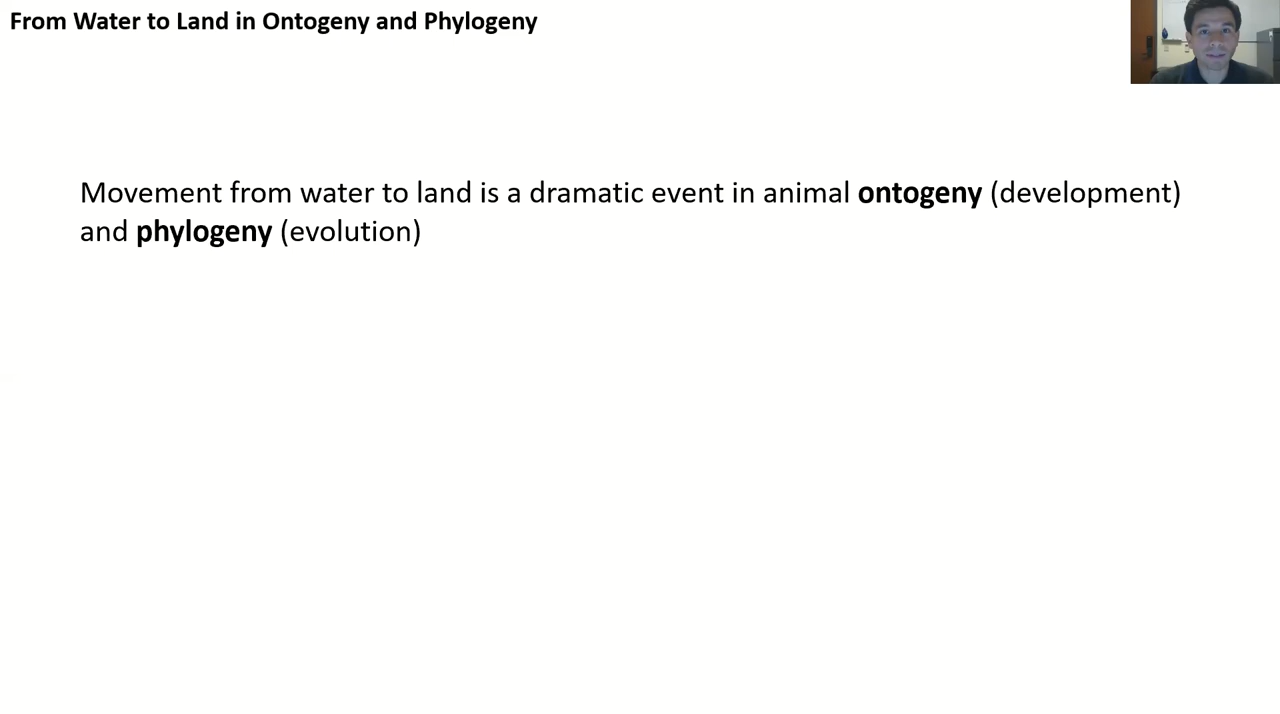 From Water to Land in Ontogeny and Phylogeny
Movement from water to land is a dramatic event in animal ontogeny (development)
and phylogeny (evolution)